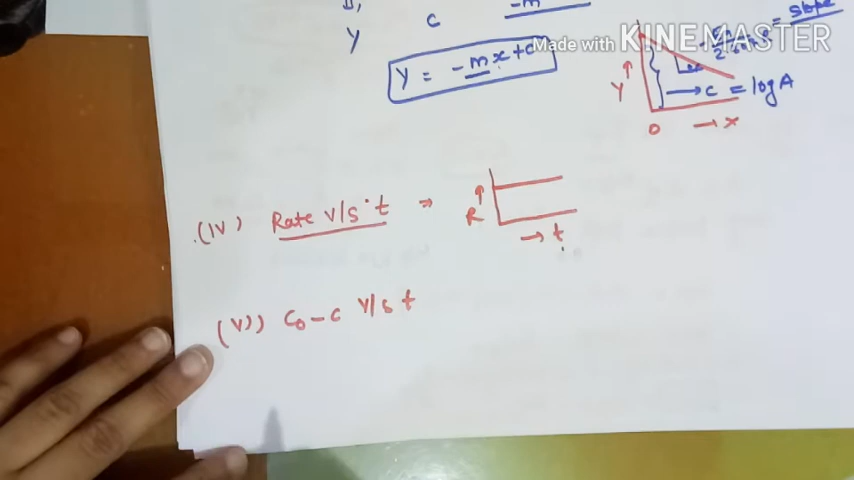 y c -m
Y = -mx+c
= slope
Made with KINEMASTER
Y
→ c = log A
0 → x
(IV) Rate v/s t ⇒
R
→ t
(V) C₀-C v/s t